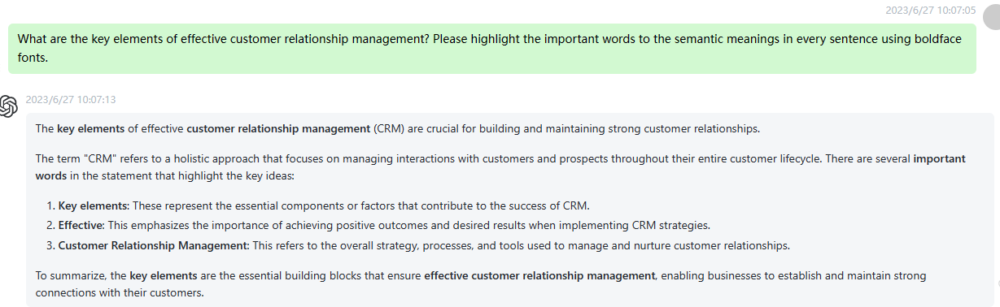 2023/6/27 10:07:05
What are the key elements of effective customer relationship management? Please highlight the important words to the semantic meanings in every sentence using boldface
fonts.
2023/6/27 10:07:13
The key elements of effective customer relationship management (CRM) are crucial for building and maintaining strong customer relationships.
The term "CRM" refers to a holistic approach that focuses on managing interactions with customers and prospects throughout their entire customer lifecycle. There are several important
words in the statement that highlight the key ideas:
1. Key elements: These represent the essential components or factors that contribute to the success of CRM.
2. Effective: This emphasizes the importance of achieving positive outcomes and desired results when implementing CRM strategies.
3. Customer Relationship Management: This refers to the overall strategy, processes, and tools used to manage and nurture customer relationships.
To summarize, the key elements are the essential building blocks that ensure effective customer relationship management, enabling businesses to establish and maintain strong
connections with their customers.